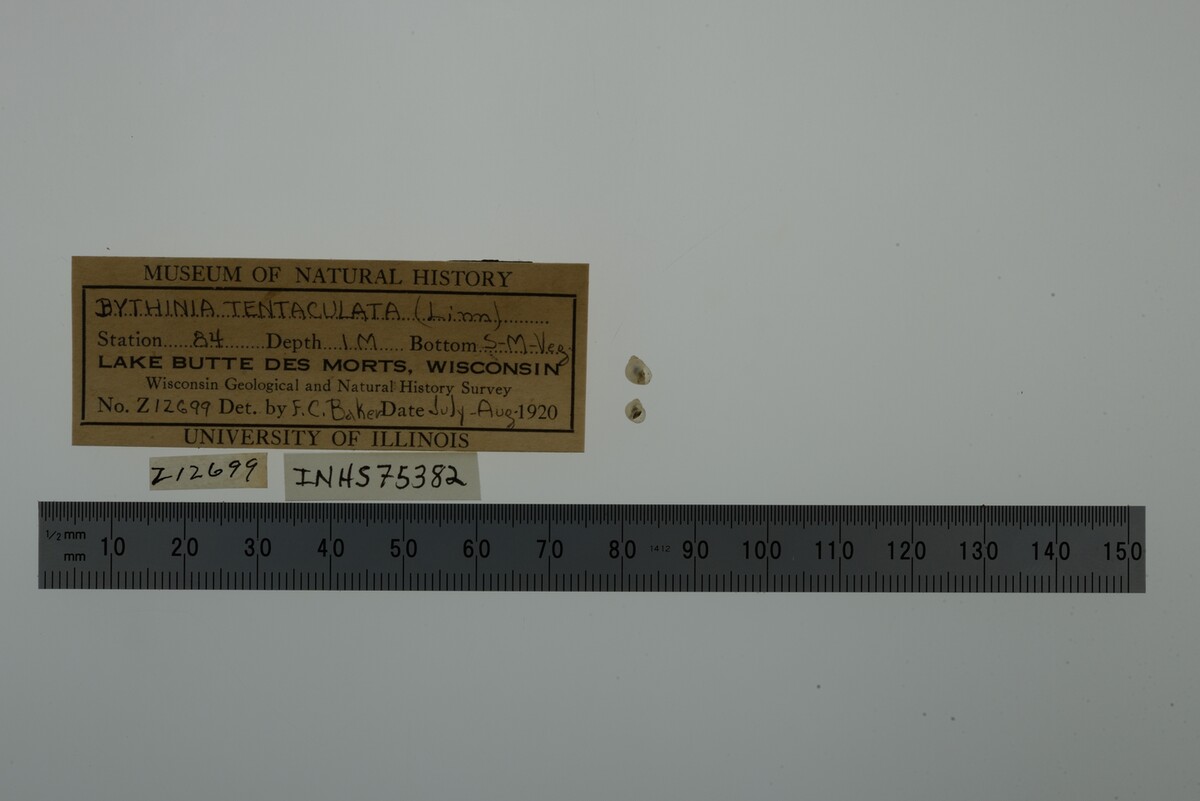 MUSEUM OF NATURAL HISTORY
BYTHINIA TENTACULATA (Linn)
Station 84 Depth 1 M Bottom S-M-Veg.
LAKE BUTTE DES MORTS, WISCONSIN
Wisconsin Geological and Natural History Survey
No. Z12699 Det. by F.C. Baker Date July-Aug. 1920
UNIVERSITY OF ILLINOIS
Z12699 INHS75382
1/2 mm
mm 10 20 30 40 50 60 70 80 1412 90 100 110 120 130 140 150